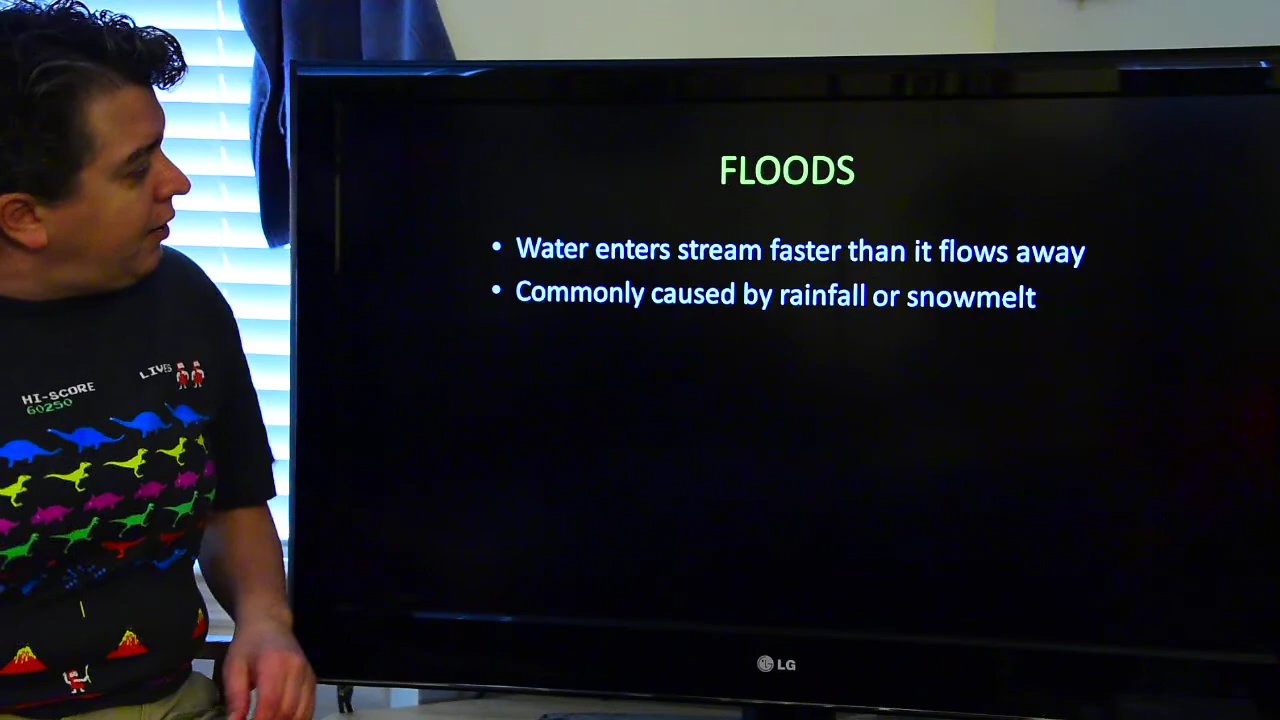 FLOODS
• Water enters stream faster than it flows away
• Commonly caused by rainfall or snowmelt
HI-SCORE
60250
LIVES
LG